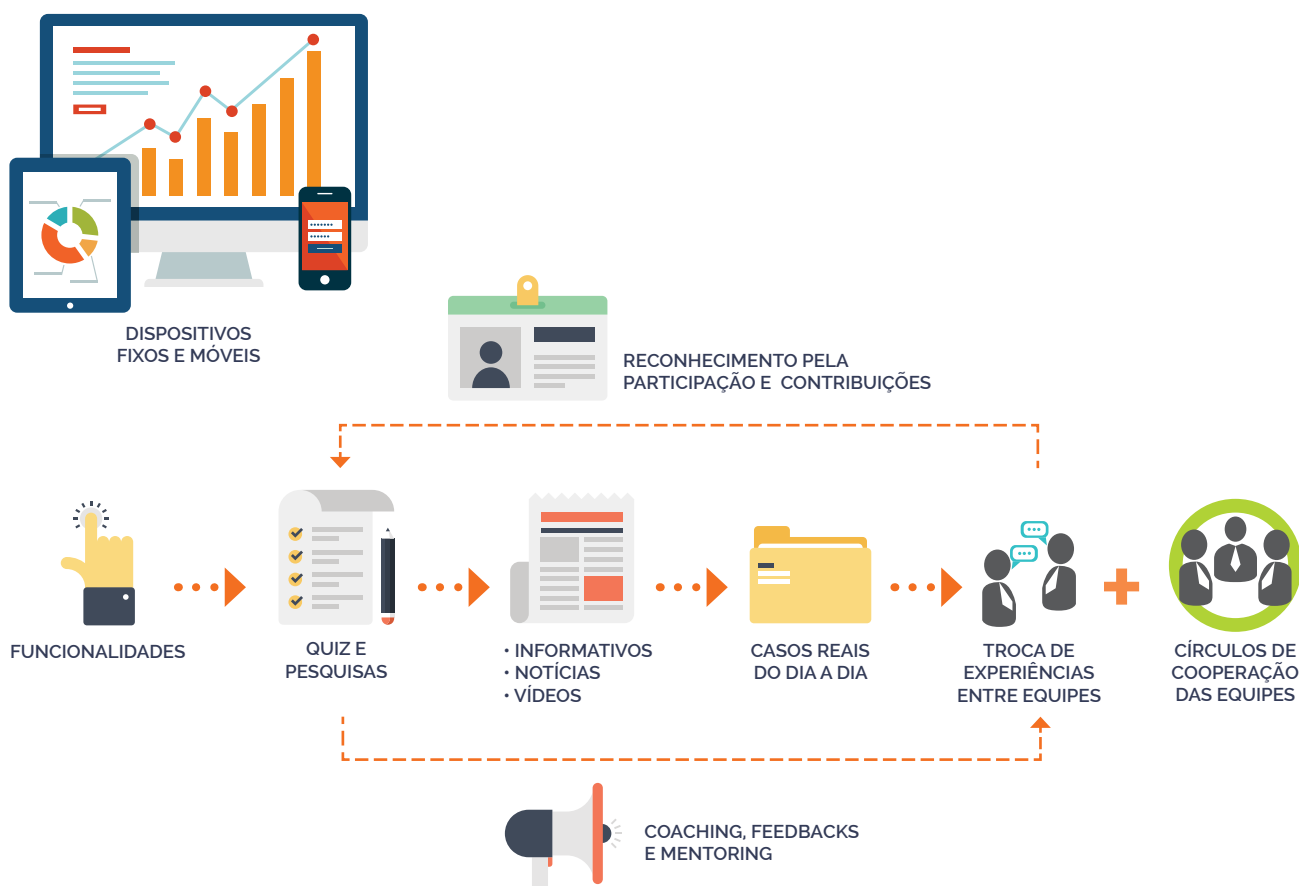 DISPOSITIVOS
FIXOS E MÓVEIS
RECONHECIMENTO PELA
PARTICIPAÇÃO E CONTRIBUIÇÕES
FUNCIONALIDADES
QUIZ E
PESQUISAS
• INFORMATIVOS
• NOTÍCIAS
• VÍDEOS
CASOS REAIS
DO DIA A DIA
TROCA DE
EXPERIÊNCIAS
ENTRE EQUIPES
CÍRCULOS DE
COOPERAÇÃO
DAS EQUIPES
COACHING, FEEDBACKS
E MENTORING